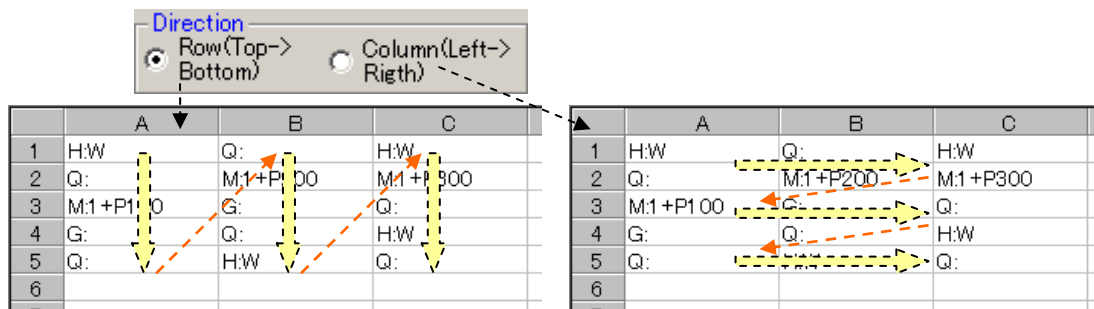 Direction
Row(Top-> Column(Left->
Bottom) Rigth)
A B C A B C
1 H:W Q: H:W 1 H:W Q: H:W
2 Q: M:1+P200 M:1+P300 2 Q: M:1+P200 M:1+P300
3 M:1+P100 G: Q: 3 M:1+P100 G: Q:
4 G: Q: H:W 4 G: Q: H:W
5 Q: H:W Q: 5 Q: H:W Q:
6 6